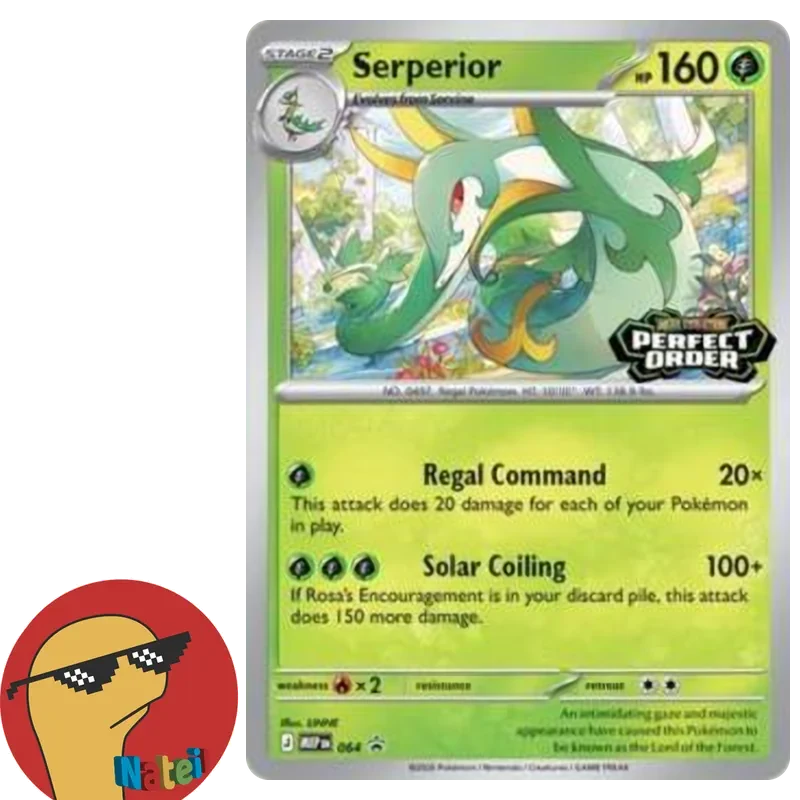 STAGE 2
Serperior
HP 160
Evolves from Servine
PERFECT
ORDER
NO. 0497 Regal Pokémon HT: 10'10" WT: 138.9 lbs.
Regal Command 20×
This attack does 20 damage for each of your Pokémon
in play.
Solar Coiling 100+
If Rosa's Encouragement is in your discard pile, this attack
does 150 more damage.
weakness ×2 resistance retreat
Illus. LINNE
An intimidating gaze and majestic
appearance have caused this Pokémon to
be known as the Lord of the Forest.
J MEP EN 064
©2026 Pokémon / Nintendo / Creatures / GAME FREAK
Natei